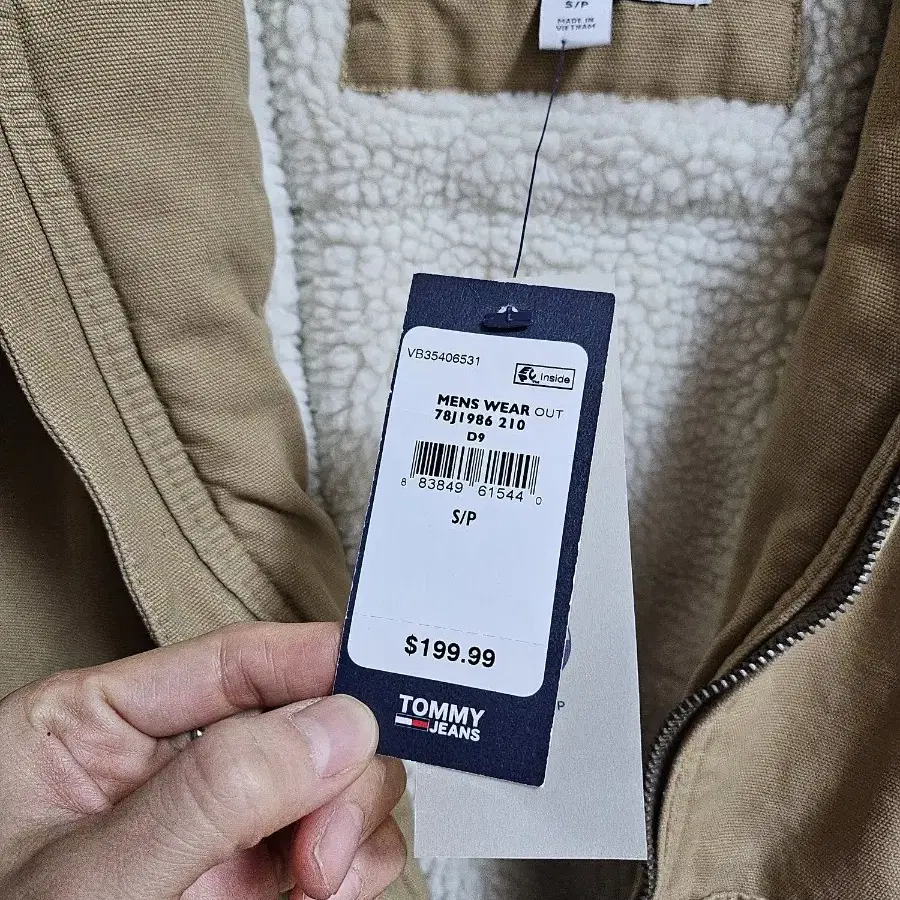 S/P
MADE IN
VIETNAM
VB35406531
inside
MENS WEAR OUT
78J1986 210
D9
8 83849 61544 0
S/P
$199.99
TOMMY
JEANS
P